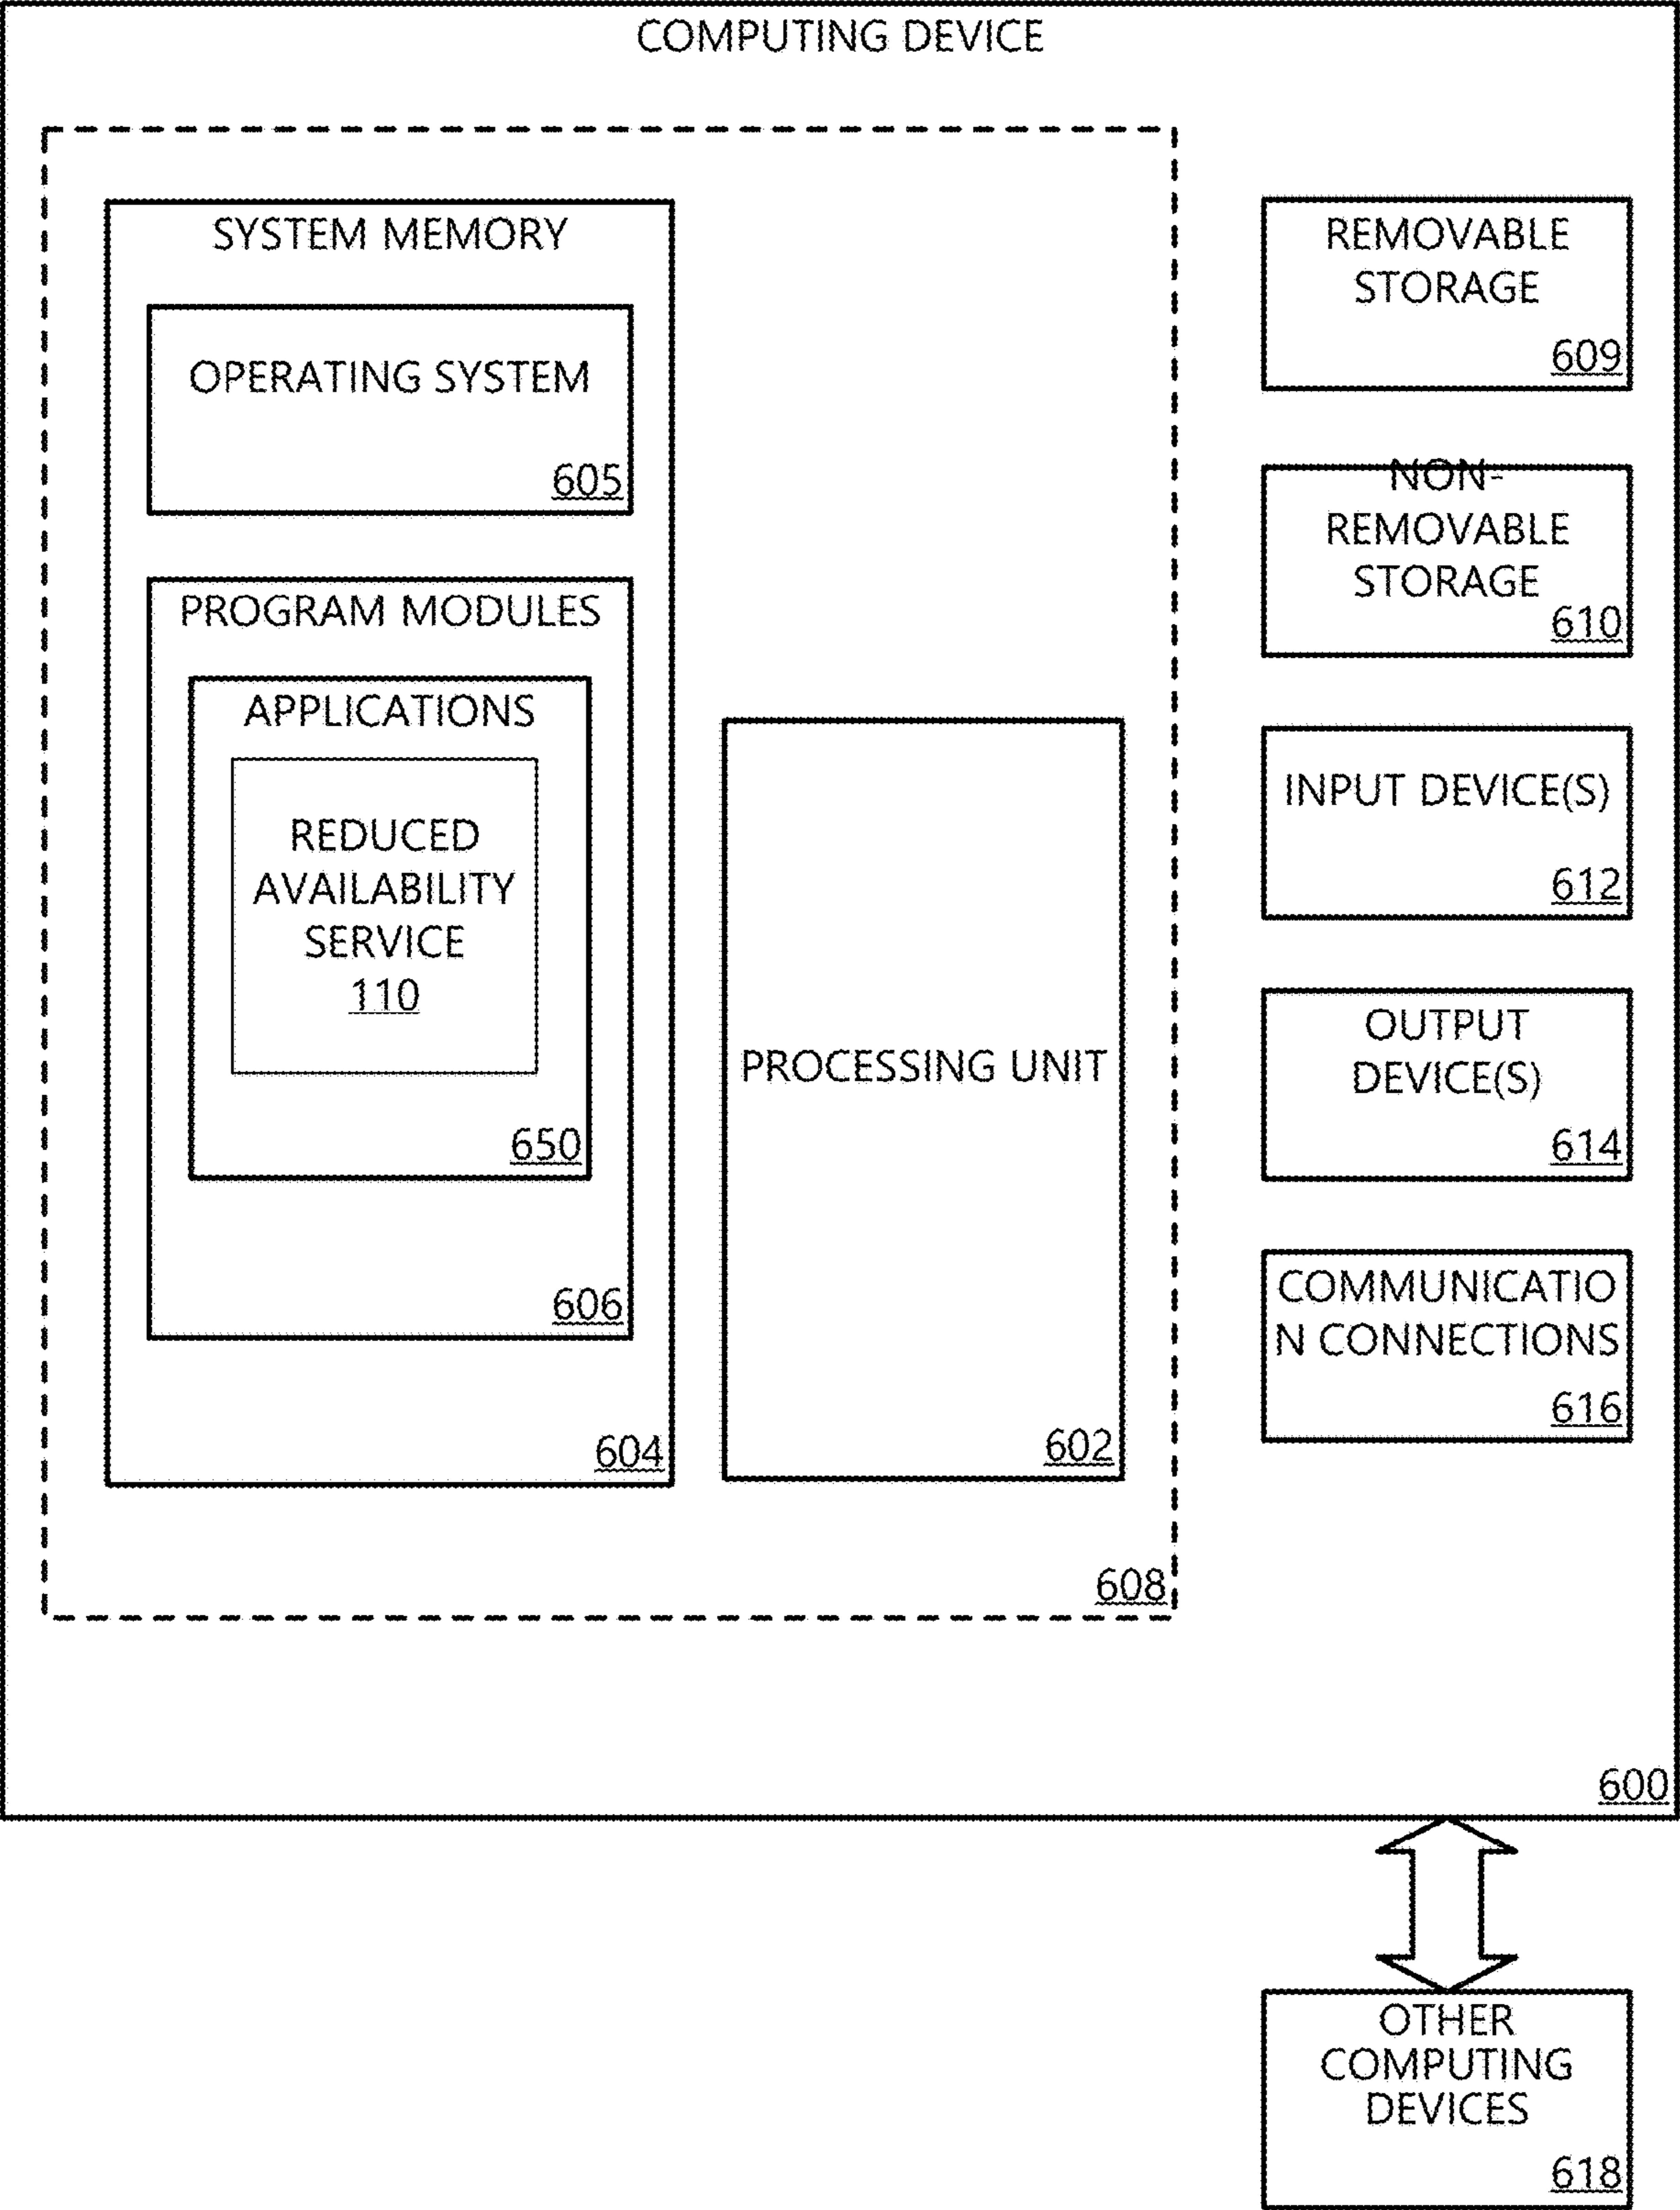 COMPUTING DEVICE
SYSTEM MEMORY
OPERATING SYSTEM
605
PROGRAM MODULES
APPLICATIONS
REDUCED
AVAILABILITY
SERVICE
110
650
606
604
PROCESSING UNIT
602
608
REMOVABLE
STORAGE
609
NON-
REMOVABLE
STORAGE
610
INPUT DEVICE(S)
612
OUTPUT
DEVICE(S)
614
COMMUNICATIO
N CONNECTIONS
616
600
OTHER
COMPUTING
DEVICES
618